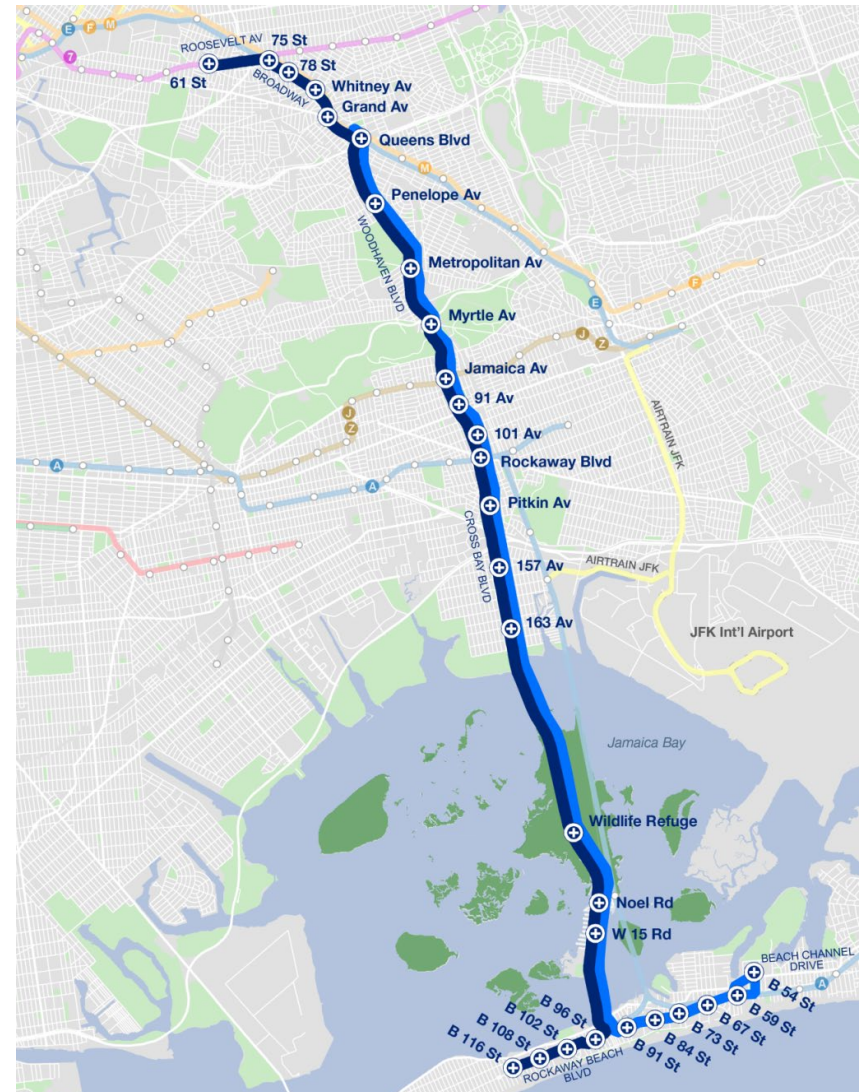 E
F
M
7
ROOSEVELT AV
75 St
78 St
61 St
BROADWAY
Whitney Av
Grand Av
Queens Blvd
M
Penelope Av
WOODHAVEN BLVD
Metropolitan Av
E
F
Myrtle Av
J
Z
Jamaica Av
91 Av
AIRTRAIN JFK
J
Z
101 Av
Rockaway Blvd
A
A
Pitkin Av
CROSS BAY BLVD
157 Av
AIRTRAIN JFK
163 Av
JFK Int'l Airport
Jamaica Bay
Wildlife Refuge
Noel Rd
W 15 Rd
BEACH CHANNEL
DRIVE
A
B 116 St
B 108 St
B 102 St
B 96 St
ROCKAWAY BEACH
BLVD
B 91 St
B 84 St
B 73 St
B 67 St
B 59 St
B 54 St